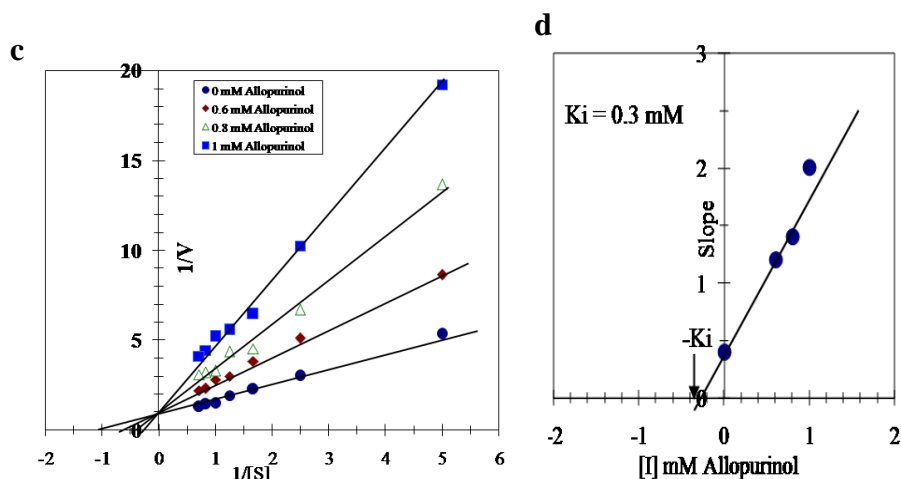 c
20
15
10
5
0
1/V
0 mM Allopurinol
0.6 mM Allopurinol
0.8 mM Allopurinol
1 mM Allopurinol
-2 -1 0 1 2 3 4 5 6
1/[S]
d
3
2
1
0
Slope
Ki = 0.3 mM
-Ki
-2 -1 0 1 2
[I] mM Allopurinol